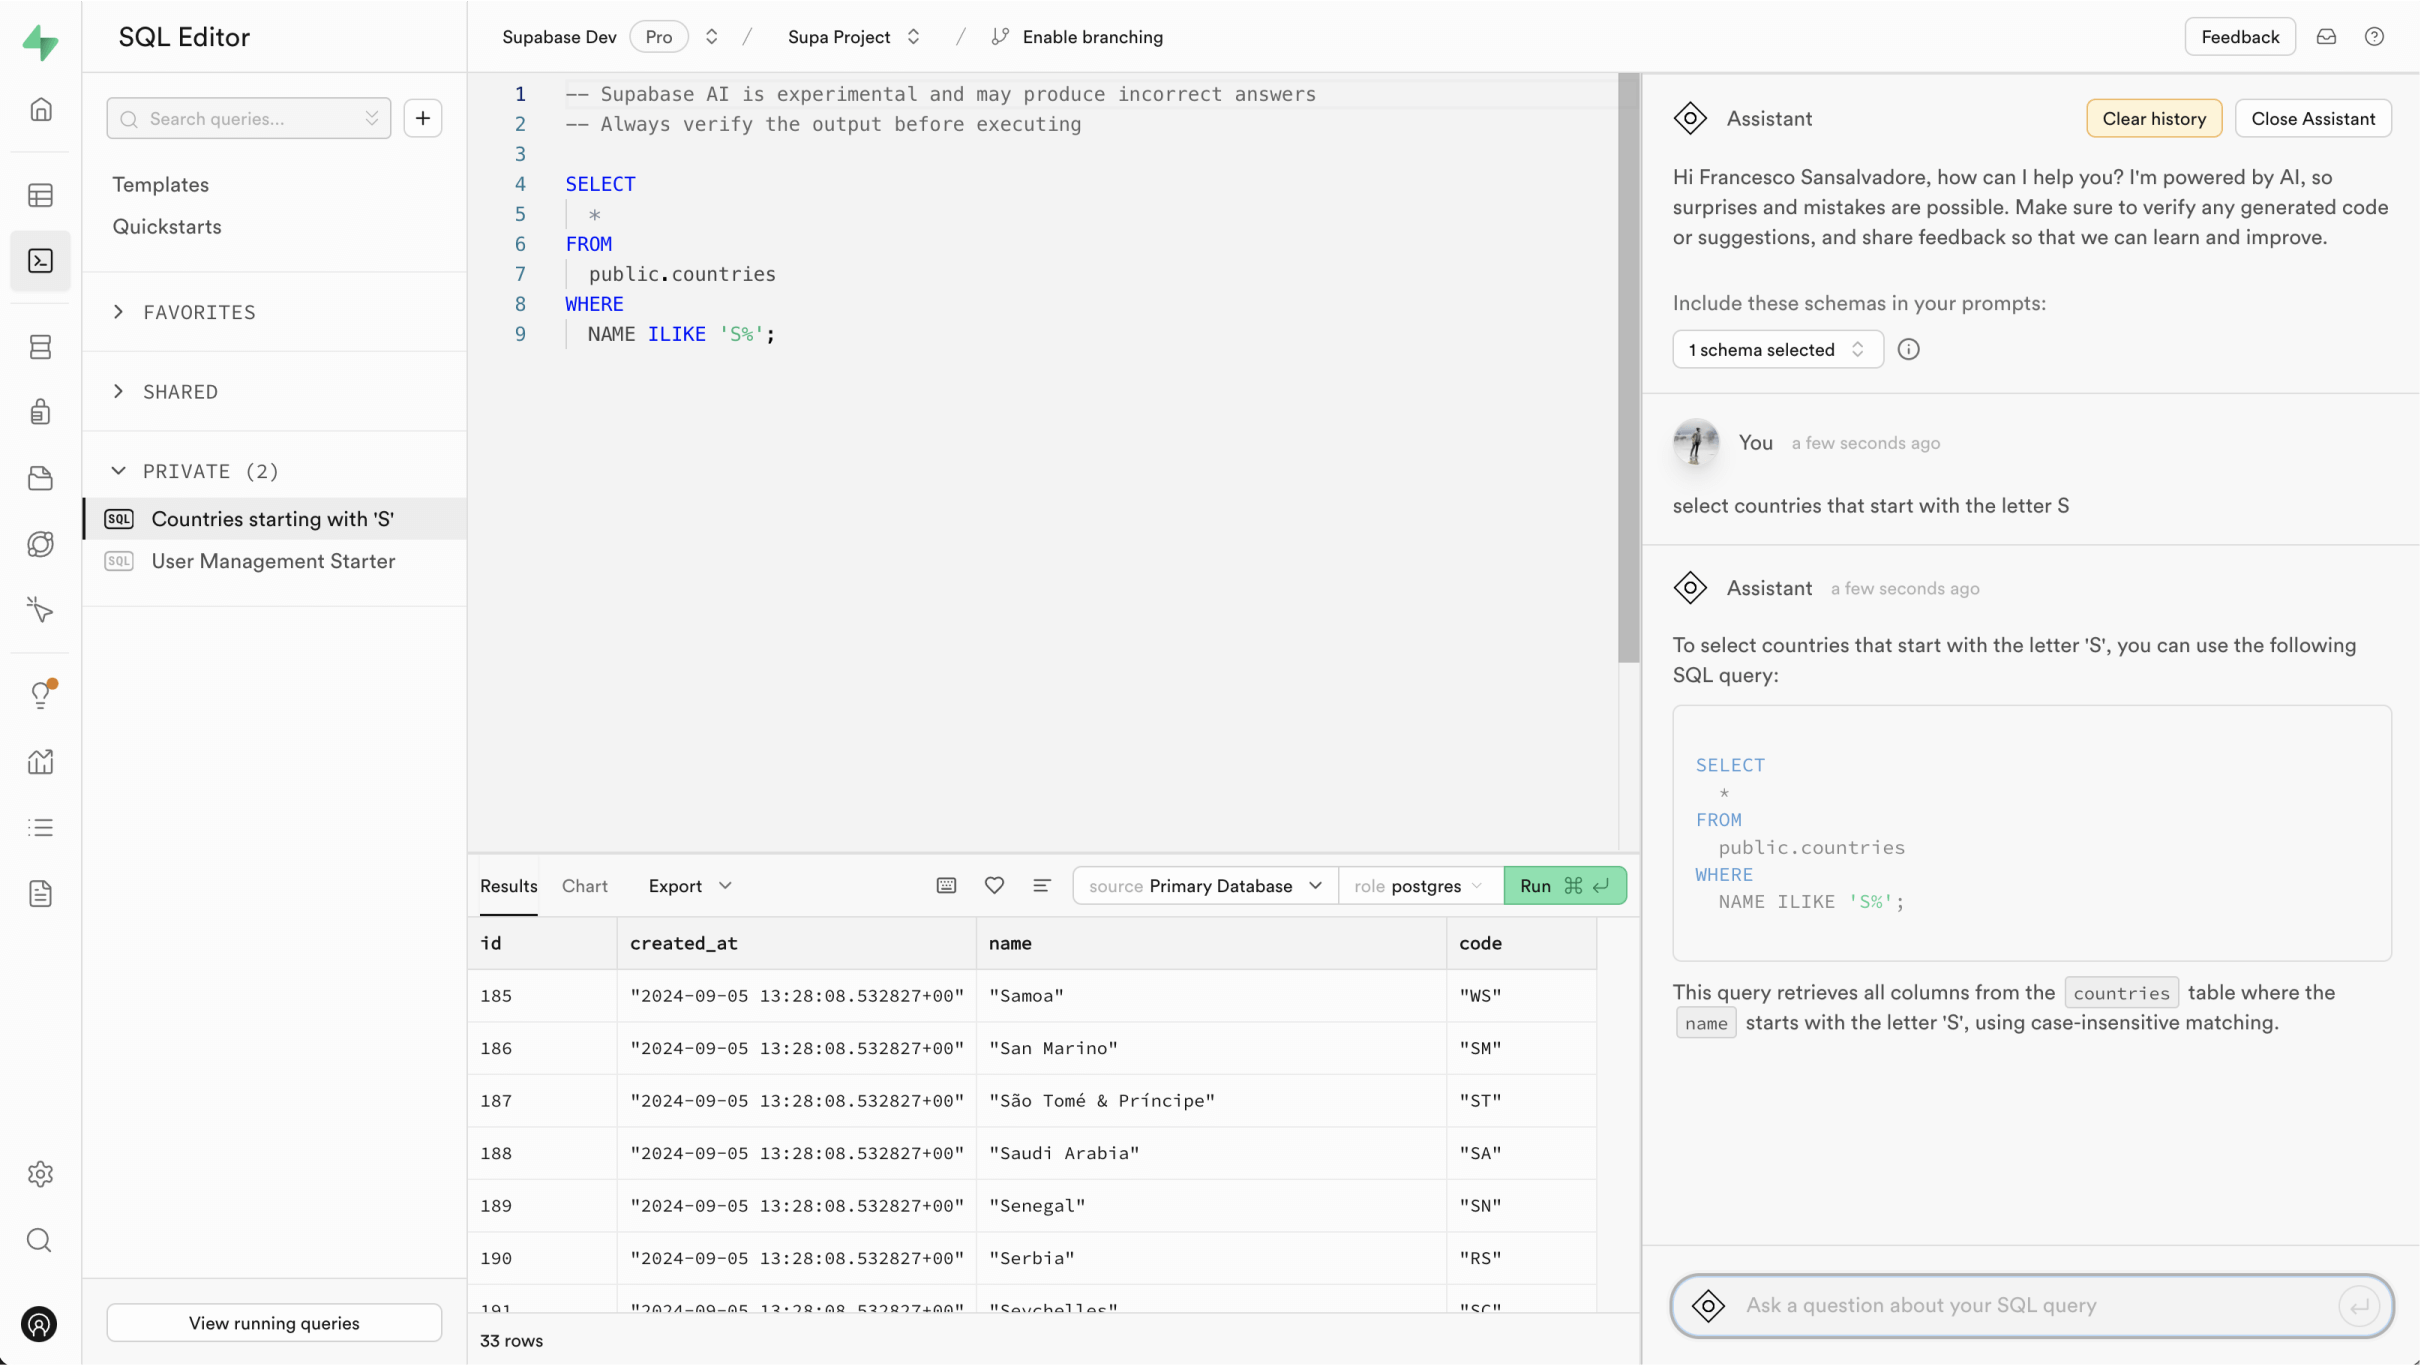 SQL Editor
Supabase Dev Pro / Supa Project / Enable branching
Feedback
Search queries...
Templates
Quickstarts
FAVORITES
SHARED
PRIVATE (2)
SQL Countries starting with 'S'
SQL User Management Starter
View running queries
1 -- Supabase AI is experimental and may produce incorrect answers
2 -- Always verify the output before executing
3
4 SELECT
5 *
6 FROM
7 public.countries
8 WHERE
9 NAME ILIKE 'S%';
Results Chart Export source Primary Database role postgres Run ⌘
id created_at name code
185 "2024-09-05 13:28:08.532827+00" "Samoa" "WS"
186 "2024-09-05 13:28:08.532827+00" "San Marino" "SM"
187 "2024-09-05 13:28:08.532827+00" "São Tomé & Príncipe" "ST"
188 "2024-09-05 13:28:08.532827+00" "Saudi Arabia" "SA"
189 "2024-09-05 13:28:08.532827+00" "Senegal" "SN"
190 "2024-09-05 13:28:08.532827+00" "Serbia" "RS"
191 "2024-09-05 13:28:08.532827+00" "Seychelles" "SC"
33 rows
Assistant Clear history Close Assistant
Hi Francesco Sansalvadore, how can I help you? I'm powered by AI, so
surprises and mistakes are possible. Make sure to verify any generated code
or suggestions, and share feedback so that we can learn and improve.
Include these schemas in your prompts:
1 schema selected
You a few seconds ago
select countries that start with the letter S
Assistant a few seconds ago
To select countries that start with the letter 'S', you can use the following
SQL query:
SELECT
*
FROM
public.countries
WHERE
NAME ILIKE 'S%';
This query retrieves all columns from the countries table where the
name starts with the letter 'S', using case-insensitive matching.
Ask a question about your SQL query